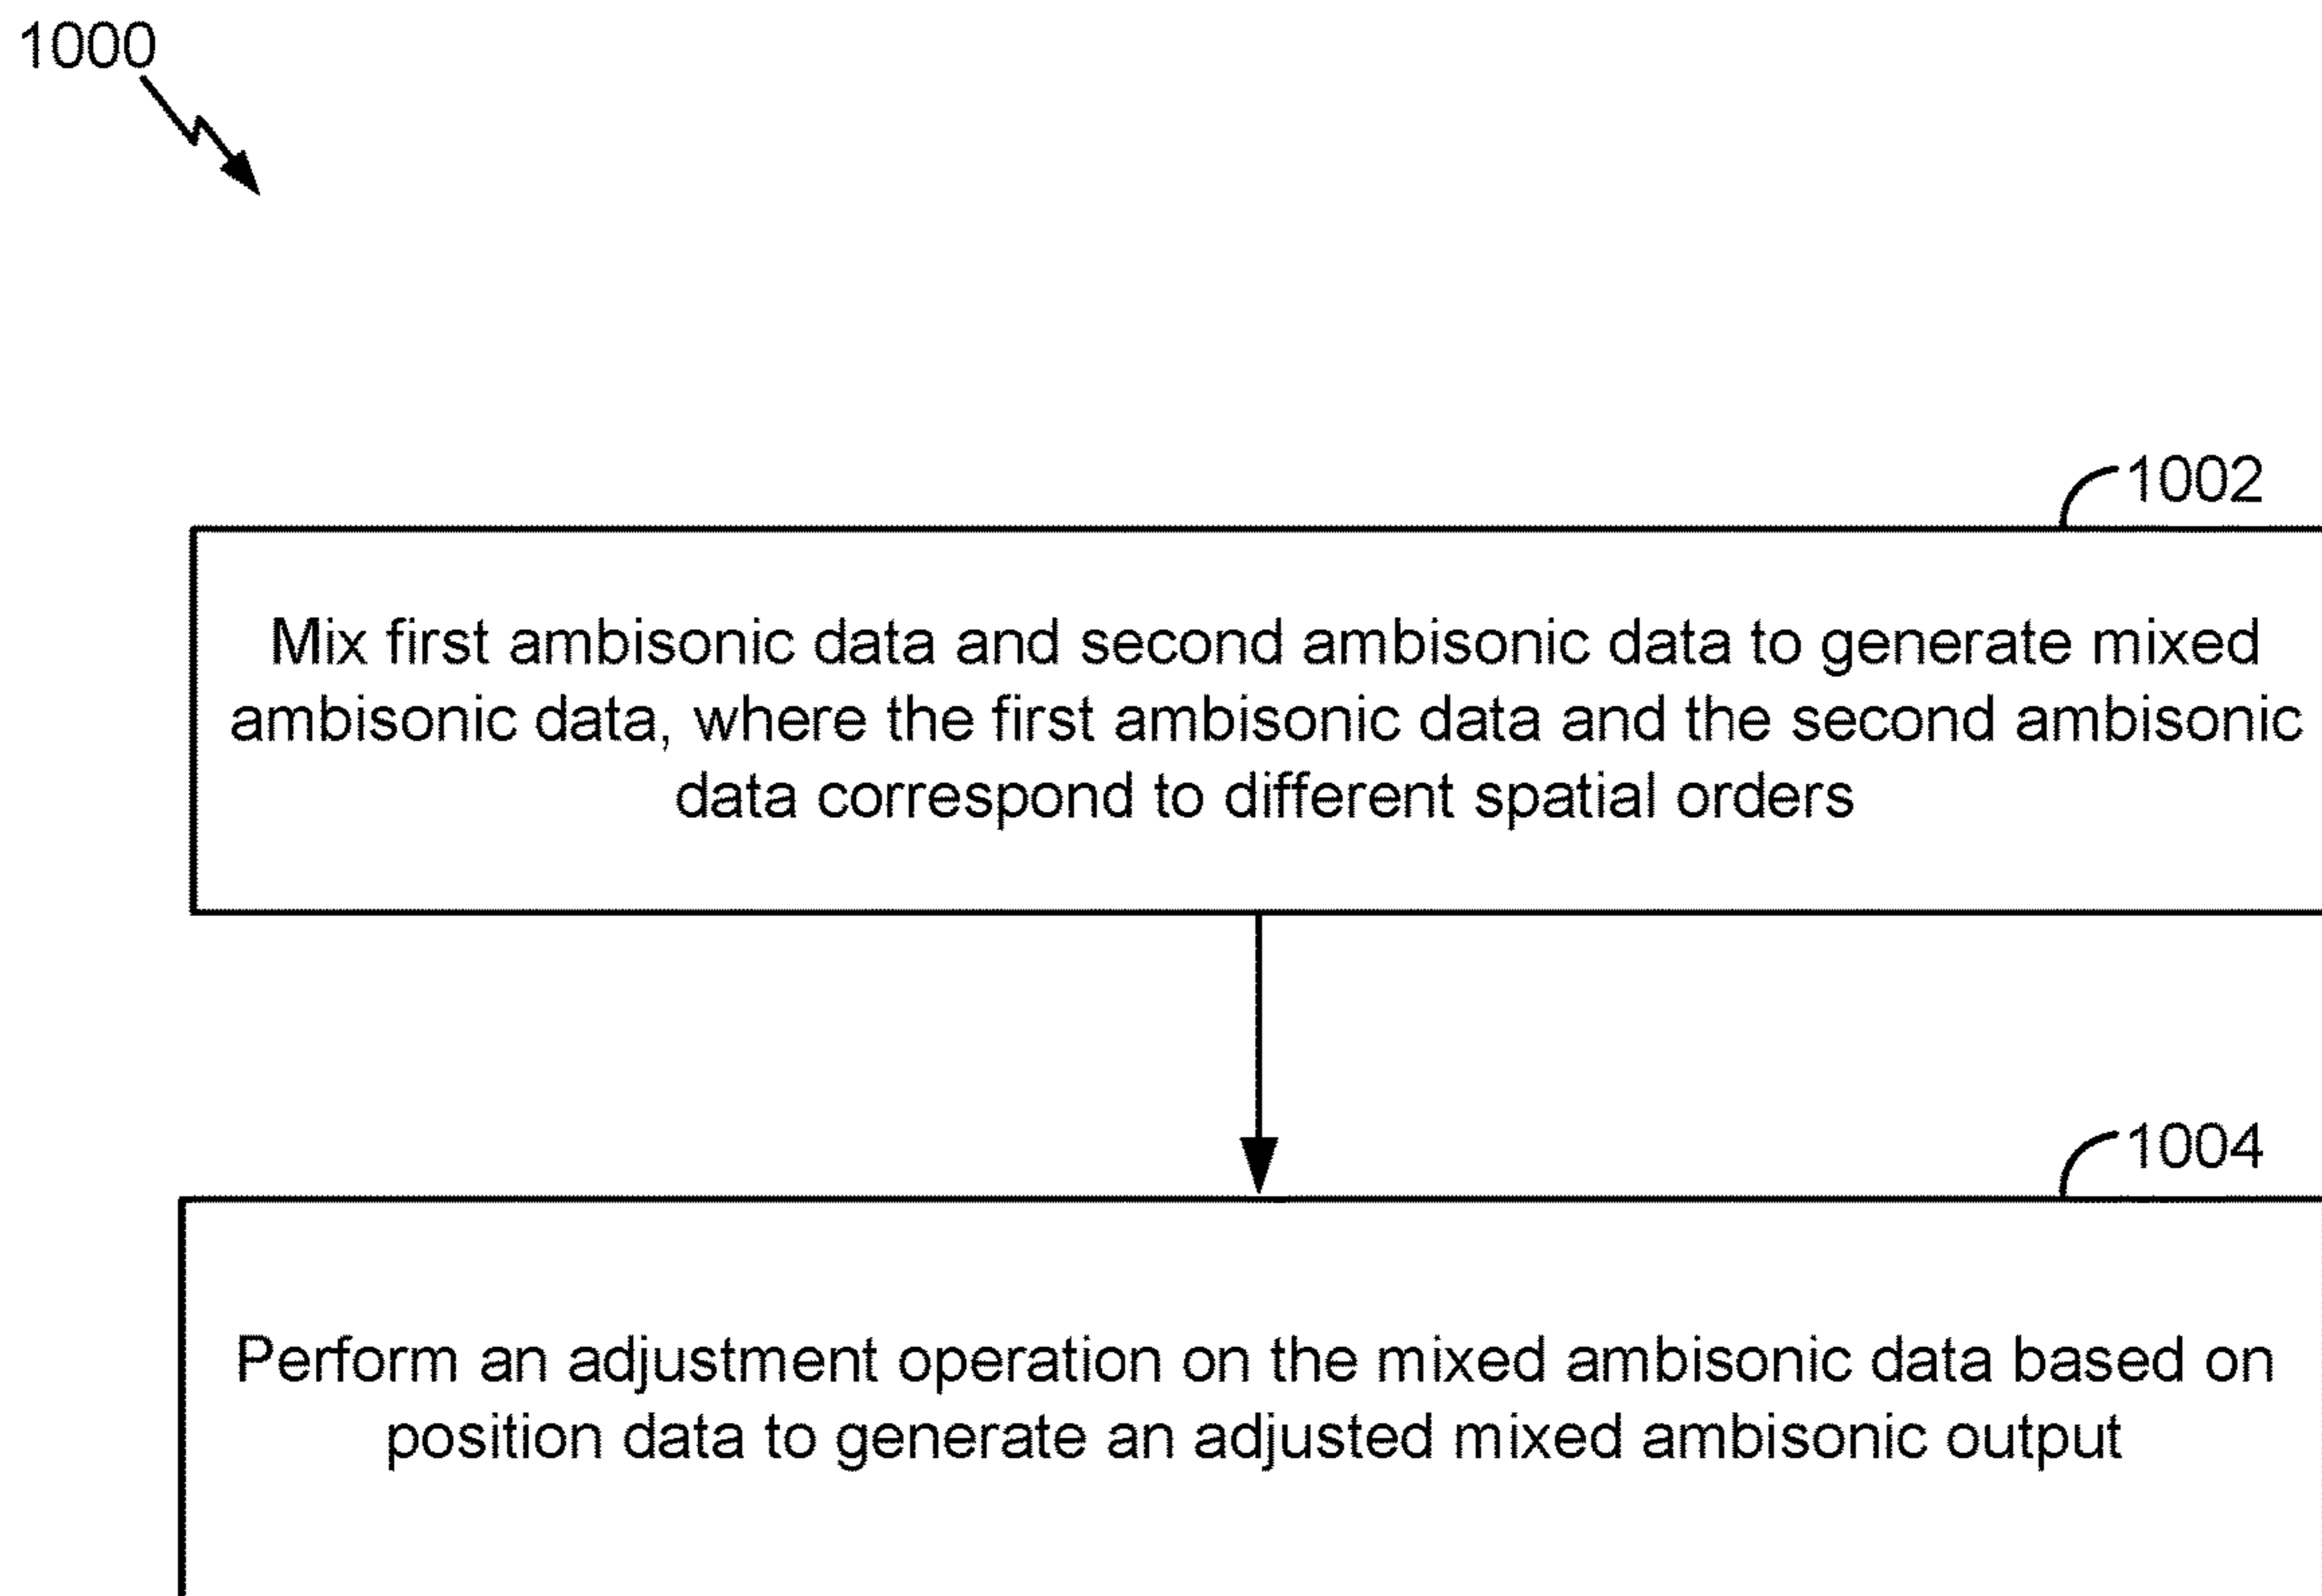 1000
1002
Mix first ambisonic data and second ambisonic data to generate mixed
ambisonic data, where the first ambisonic data and the second ambisonic
data correspond to different spatial orders
1004
Perform an adjustment operation on the mixed ambisonic data based on
position data to generate an adjusted mixed ambisonic output